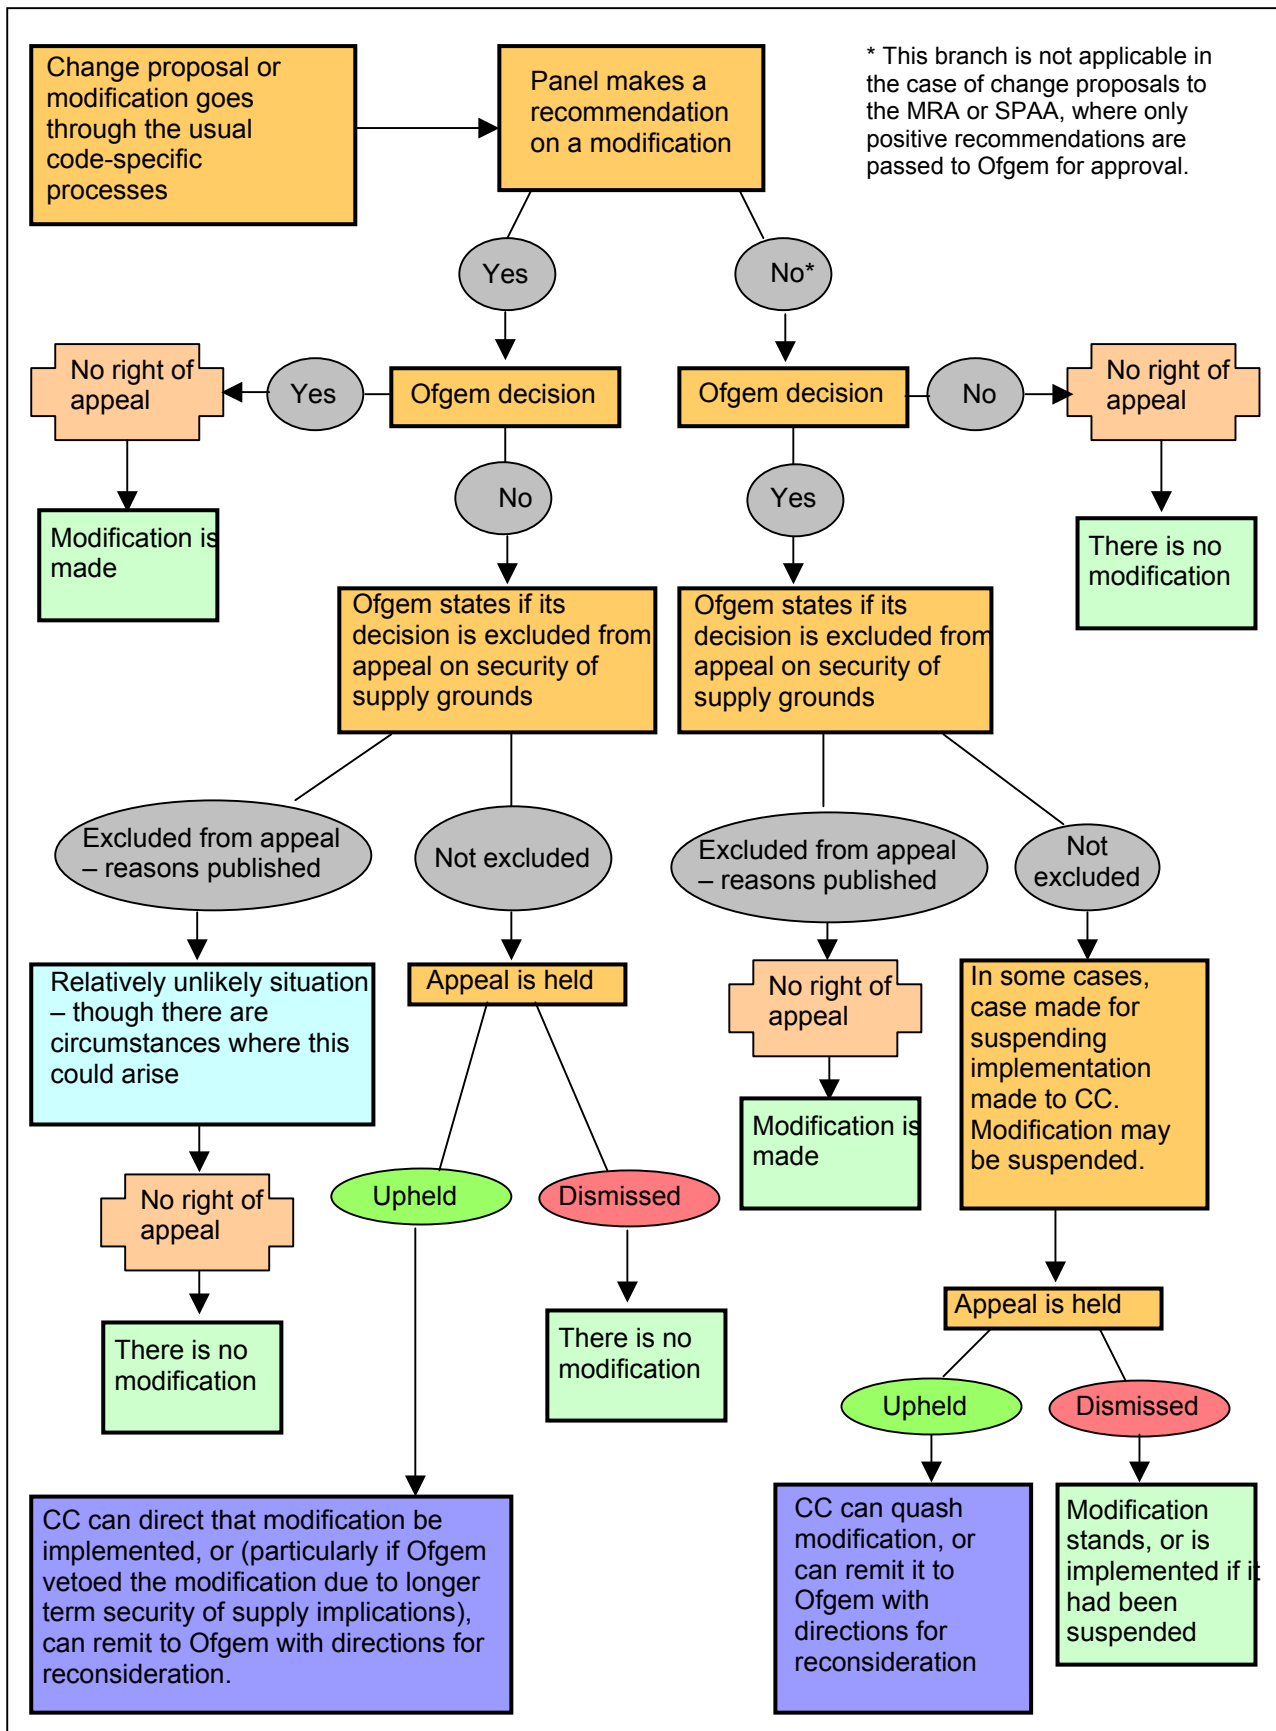 Change proposal or
modification goes
through the usual
code-specific
processes
Panel makes a
recommendation
on a modification
* This branch is not applicable in
the case of change proposals to
the MRA or SPAA, where only
positive recommendations are
passed to Ofgem for approval.
Yes
No*
No right of
appeal
Yes
Ofgem decision
Ofgem decision
No
No right of
appeal
No
Yes
Modification is
made
There is no
modification
Ofgem states if its
decision is excluded from
appeal on security of
supply grounds
Ofgem states if its
decision is excluded from
appeal on security of
supply grounds
Excluded from appeal
– reasons published
Not excluded
Excluded from appeal
– reasons published
Not
excluded
Relatively unlikely situation
– though there are
circumstances where this
could arise
Appeal is held
No right of
appeal
In some cases,
case made for
suspending
implementation
made to CC.
Modification may
be suspended.
Modification is
made
No right of
appeal
Upheld
Dismissed
There is no
modification
There is no
modification
Appeal is held
Upheld
Dismissed
CC can direct that modification be
implemented, or (particularly if Ofgem
vetoed the modification due to longer
term security of supply implications),
can remit to Ofgem with directions for
reconsideration.
CC can quash
modification, or
can remit it to
Ofgem with
directions for
reconsideration
Modification
stands, or is
implemented if it
had been
suspended